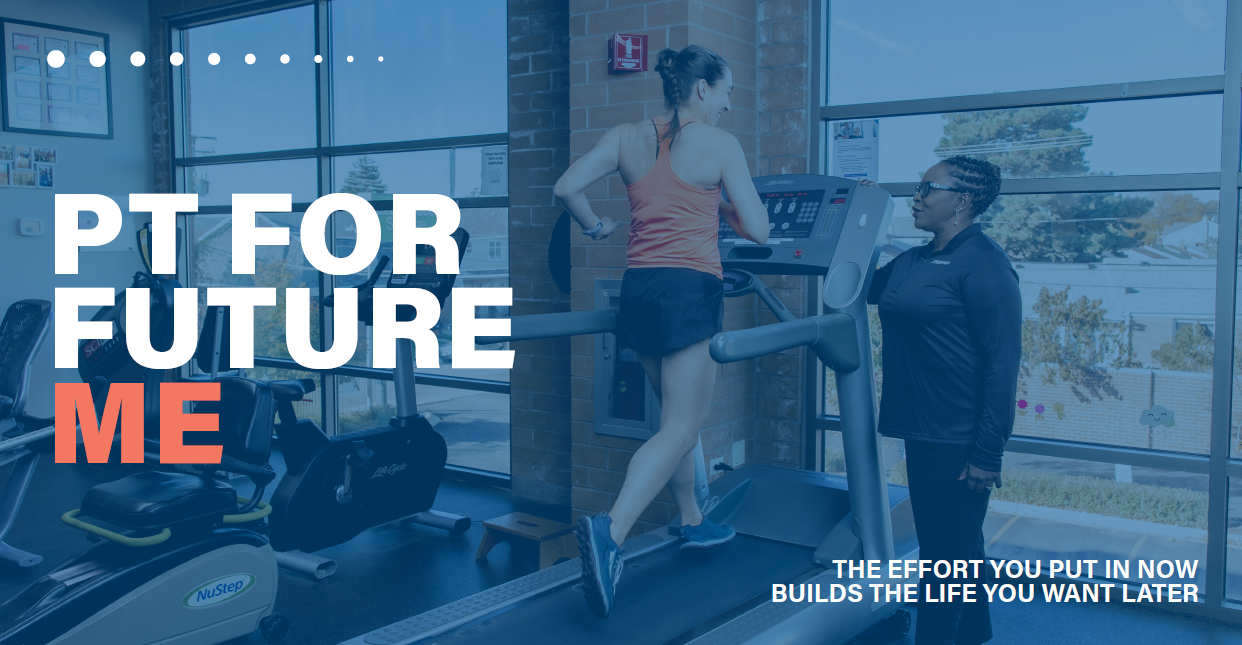 PT FOR
FUTURE
ME
Life Cycle
NuStep
THE EFFORT YOU PUT IN NOW
BUILDS THE LIFE YOU WANT LATER